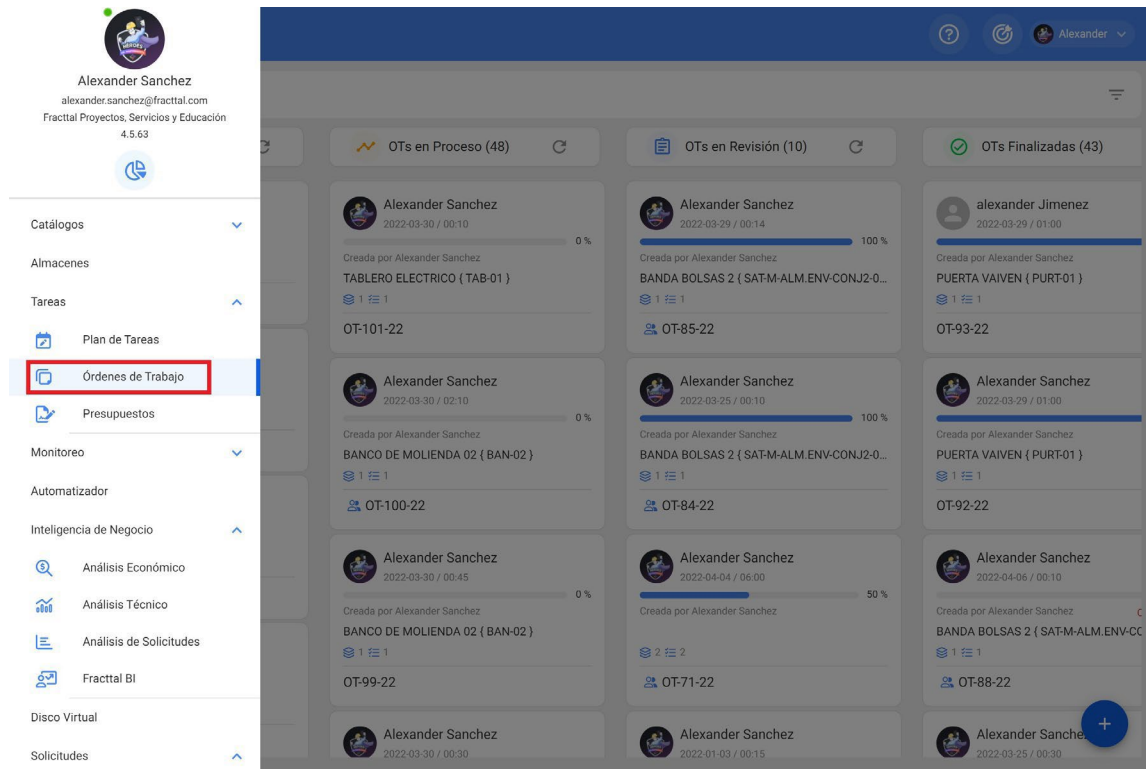 Alexander Sanchez
alexander.sanchez@fracttal.com
Fracttal Proyectos, Servicios y Educación
4.5.63
Catálogos
Almacenes
Tareas
Plan de Tareas
Órdenes de Trabajo
Presupuestos
Monitoreo
Automatizador
Inteligencia de Negocio
Análisis Económico
Análisis Técnico
Análisis de Solicitudes
Fracttal BI
Disco Virtual
Solicitudes
Alexander
OTs en Proceso (48)
Alexander Sanchez
2022-03-30 / 00:10
0 %
Creada por Alexander Sanchez
TABLERO ELECTRICO { TAB-01 }
1 1
OT-101-22
Alexander Sanchez
2022-03-30 / 02:10
0 %
Creada por Alexander Sanchez
BANCO DE MOLIENDA 02 { BAN-02 }
1 1
OT-100-22
Alexander Sanchez
2022-03-30 / 00:45
0 %
Creada por Alexander Sanchez
BANCO DE MOLIENDA 02 { BAN-02 }
1 1
OT-99-22
Alexander Sanchez
2022-03-30 / 00:30
OTs en Revisión (10)
Alexander Sanchez
2022-03-29 / 00:14
100 %
Creada por Alexander Sanchez
BANDA BOLSAS 2 { SAT-M-ALM.ENV-CONJ2-0...
1 1
OT-85-22
Alexander Sanchez
2022-03-25 / 00:10
100 %
Creada por Alexander Sanchez
BANDA BOLSAS 2 { SAT-M-ALM.ENV-CONJ2-0...
1 1
OT-84-22
Alexander Sanchez
2022-04-04 / 06:00
50 %
Creada por Alexander Sanchez
2 2
OT-71-22
Alexander Sanchez
2022-01-03 / 00:15
OTs Finalizadas (43)
alexander Jimenez
2022-03-29 / 01:00
Creada por Alexander Sanchez
PUERTA VAIVEN { PURT-01 }
1 1
OT-93-22
Alexander Sanchez
2022-03-29 / 01:00
Creada por Alexander Sanchez
PUERTA VAIVEN { PURT-01 }
1 1
OT-92-22
Alexander Sanchez
2022-04-06 / 00:10
Creada por Alexander Sanchez
BANDA BOLSAS 2 { SAT-M-ALM.ENV-CO
1 1
OT-88-22
Alexander Sanche
2022-03-25 / 00:30